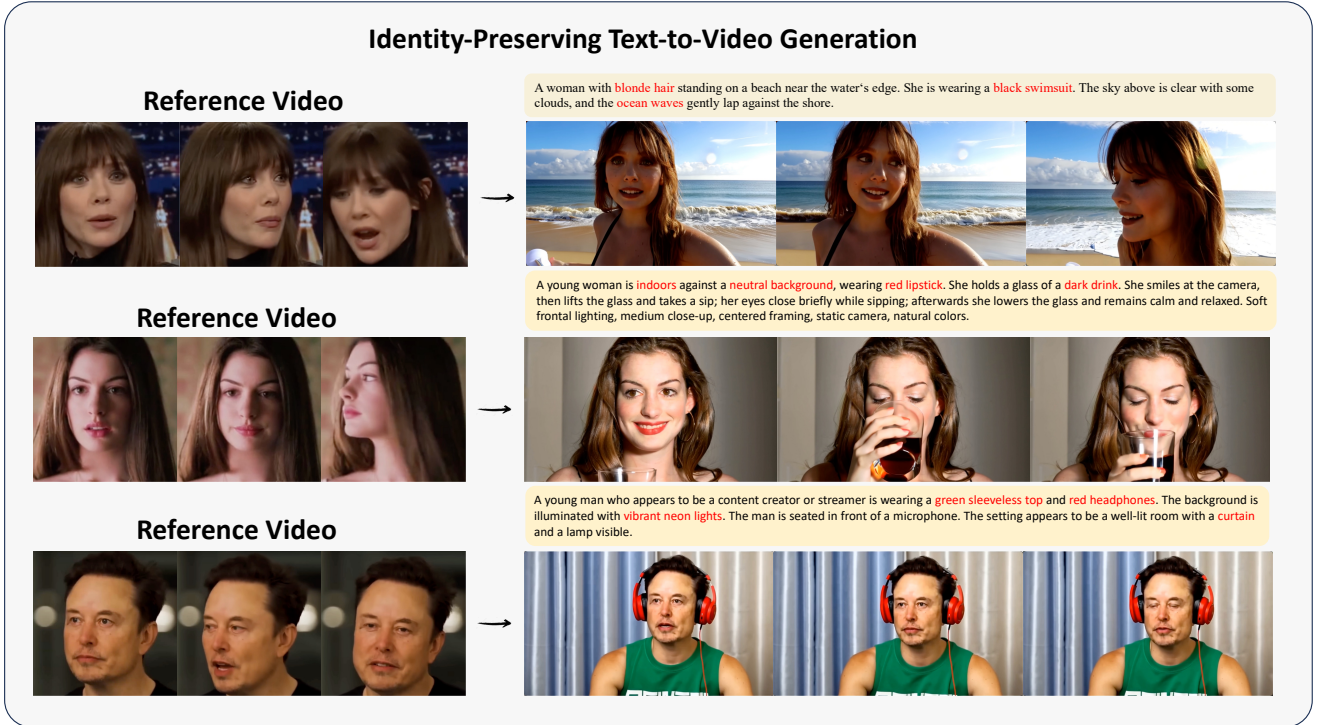 Identity-Preserving Text-to-Video Generation
Reference Video
A woman with blonde hair standing on a beach near the water‘s edge. She is wearing a black swimsuit. The sky above is clear with some
clouds, and the ocean waves gently lap against the shore.
Reference Video
A young woman is indoors against a neutral background, wearing red lipstick. She holds a glass of a dark drink. She smiles at the camera,
then lifts the glass and takes a sip; her eyes close briefly while sipping; afterwards she lowers the glass and remains calm and relaxed. Soft
frontal lighting, medium close-up, centered framing, static camera, natural colors.
Reference Video
A young man who appears to be a content creator or streamer is wearing a green sleeveless top and red headphones. The background is
illuminated with vibrant neon lights. The man is seated in front of a microphone. The setting appears to be a well-lit room with a curtain
and a lamp visible.